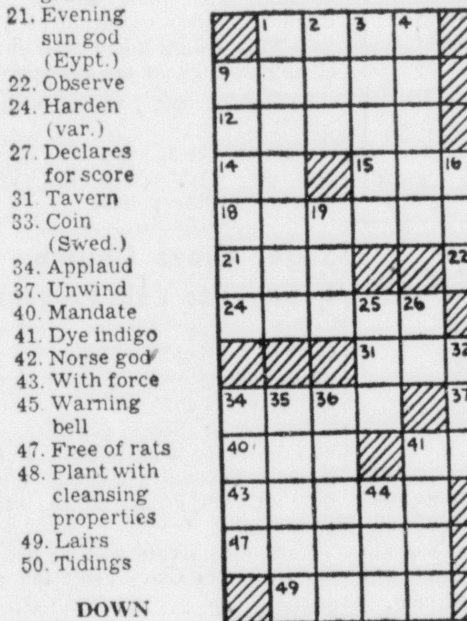 21. Evening
sun god
(Eypt.)
22. Observe
24. Harden
(var.)
27. Declares
for score
31. Tavern
33. Coin
(Swed.)
34. Applaud
37. Unwind
40. Mandate
41. Dye indigo
42. Norse god
43. With force
45. Warning
bell
47. Free of rats
48. Plant with
cleansing
properties
49. Lairs
50. Tidings
DOWN
1 2 3 4
9
12
14 15 16
18 19
21 22
24 25 26
31 32
34 35 36 37
40 41
43 44
47
49